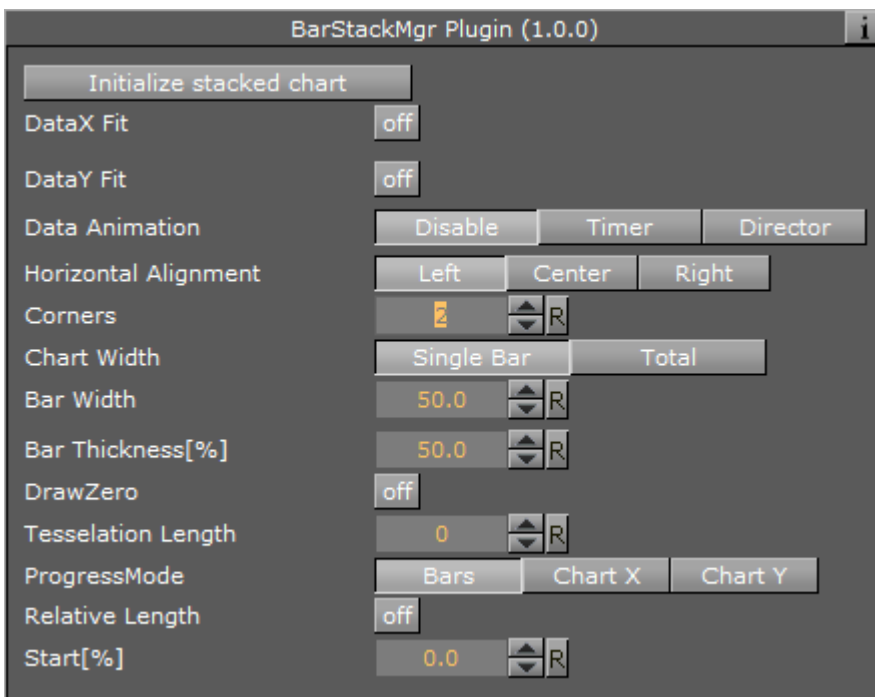 BarStackMgr Plugin (1.0.0) i
Initialize stacked chart
DataX Fit off
DataY Fit off
Data Animation Disable Timer Director
Horizontal Alignment Left Center Right
Corners 2 R
Chart Width Single Bar Total
Bar Width 50.0 R
Bar Thickness[%] 50.0 R
DrawZero off
Tesselation Length 0 R
ProgressMode Bars Chart X Chart Y
Relative Length off
Start[%] 0.0 R